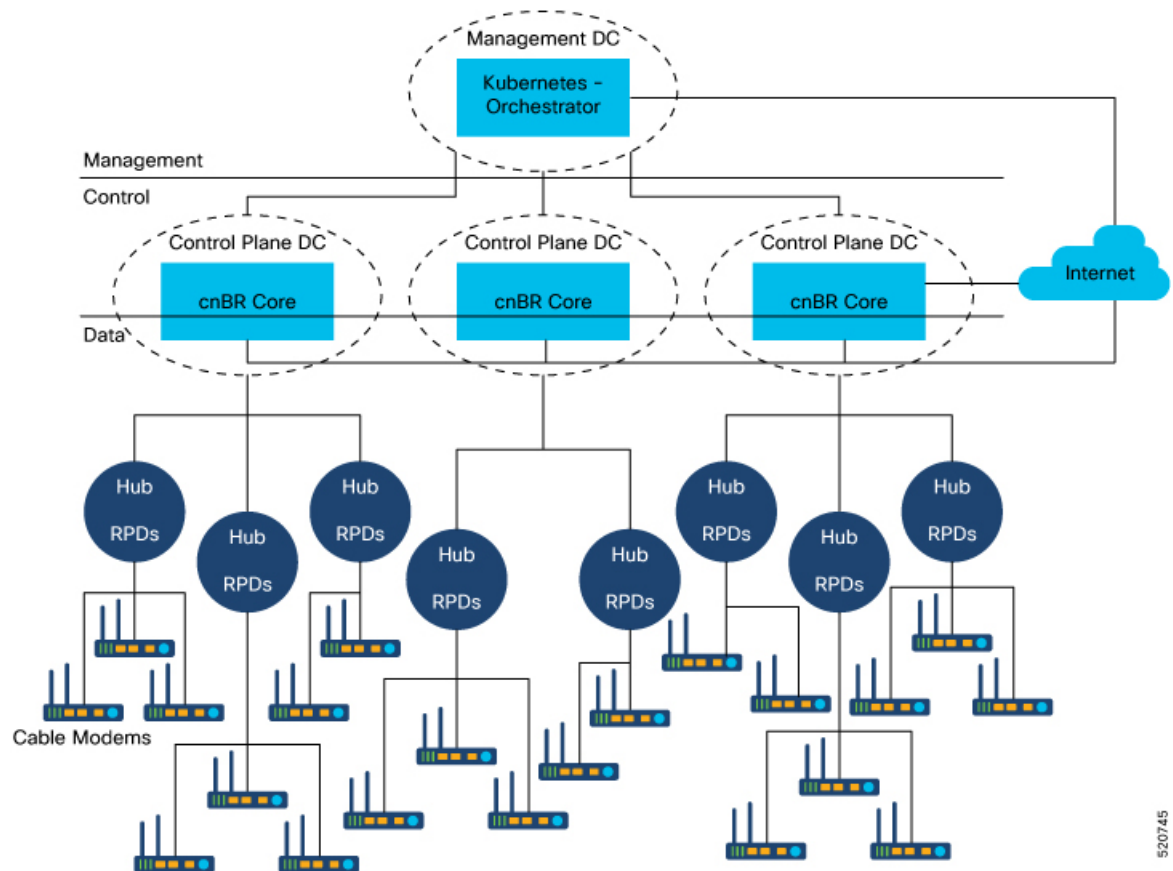 Management DC
Kubernetes -
Orchestrator
Management
Control
Control Plane DC
Control Plane DC
Control Plane DC
cnBR Core
cnBR Core
cnBR Core
Internet
Data
Hub
RPDs
Hub
RPDs
Hub
RPDs
Hub
RPDs
Hub
RPDs
Hub
RPDs
Hub
RPDs
Hub
RPDs
Cable Modems
520745